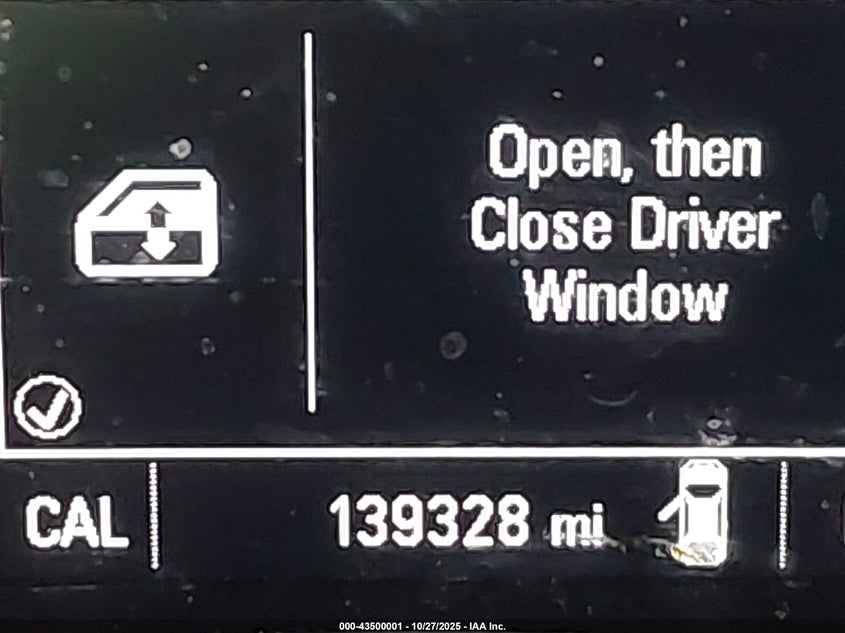 Open, then
Close Driver
Window
CAL
139328 mi
000-43500001 - 10/27/2025 - IAA Inc.